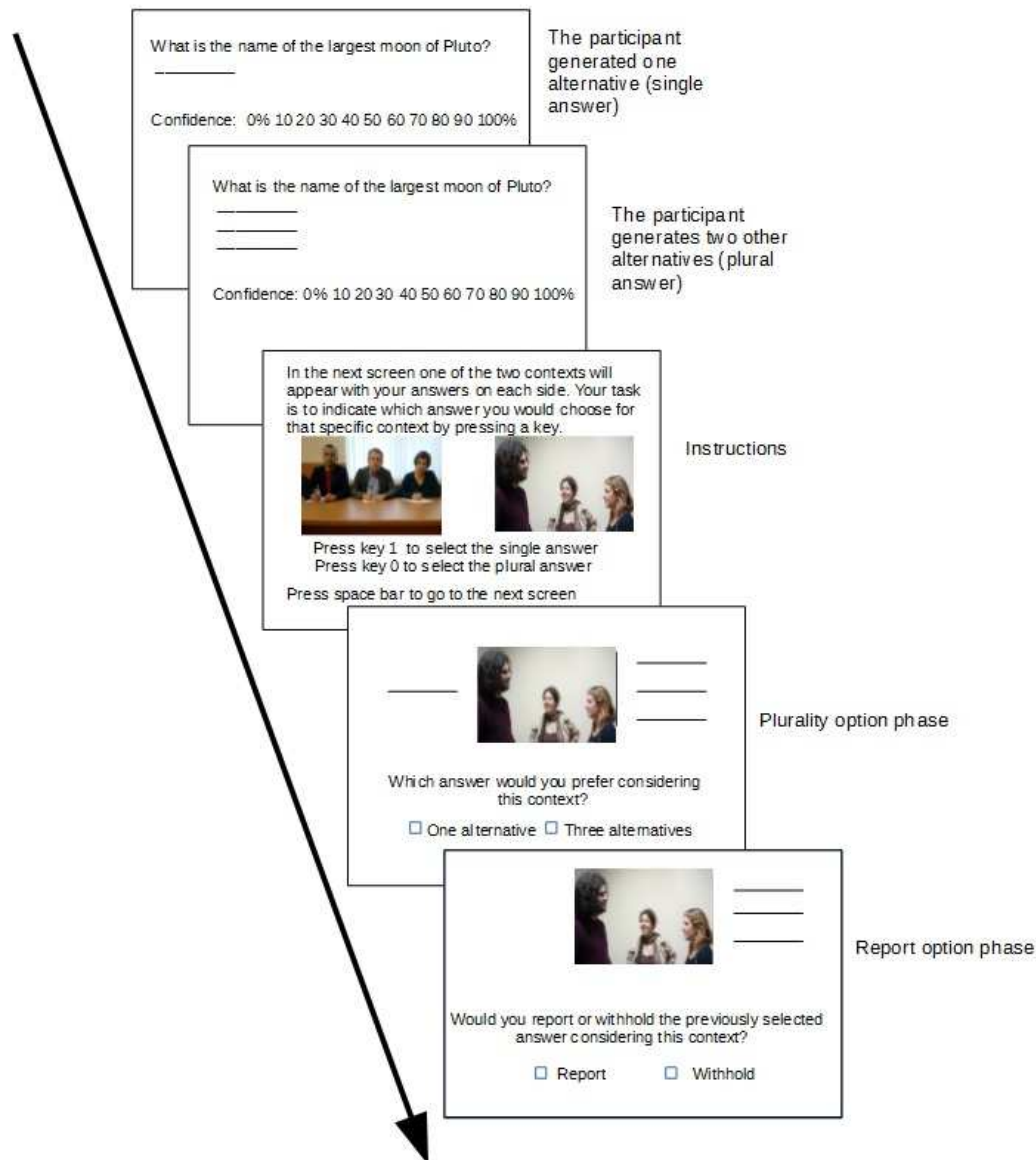 What is the name of the largest moon of Pluto?
Confidence: 0% 10 20 30 40 50 60 70 80 90 100%
The participant
generated one
alternative (single
answer)
What is the name of the largest moon of Pluto?
Confidence: 0% 10 20 30 40 50 60 70 80 90 100%
The participant
generates two other
alternatives (plural
answer)
In the next screen one of the two contexts will
appear with your answers on each side. Your task
is to indicate which answer you would choose for
that specific context by pressing a key.
Press key 1 to select the single answer
Press key 0 to select the plural answer
Press space bar to go to the next screen
Instructions
Which answer would you prefer considering
this context?
One alternative Three alternatives
Plurality option phase
Would you report or withhold the previously selected
answer considering this context?
Report Withhold
Report option phase